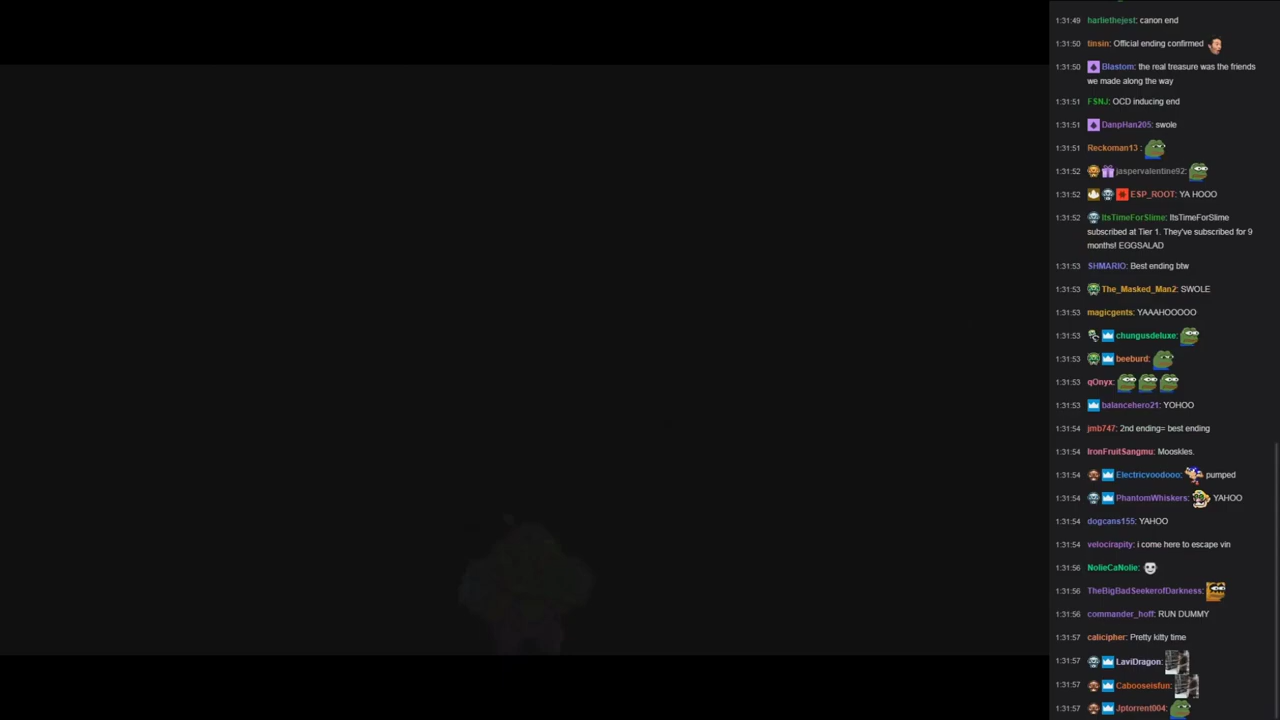 1:31:49 harliethejest: canon end
1:31:50 tinsin: Official ending confirmed
1:31:50 Blastom: the real treasure was the friends
we made along the way
1:31:51 FSNJ: OCD inducing end
1:31:51 DanpHan205: swole
1:31:51 Reckoman13 :
1:31:52 jaspervalentine92:
1:31:52 ESP_ROOT: YA HOOO
1:31:52 ItsTimeForSlime: ItsTimeForSlime
subscribed at Tier 1. They've subscribed for 9
months! EGGSALAD
1:31:53 SHMARIO: Best ending btw
1:31:53 The_Masked_Man2: SWOLE
1:31:53 magicgents: YAAAHOOOOO
1:31:53 chungusdeluxe:
1:31:53 beeburd:
1:31:53 qOnyx:
1:31:53 balancehero21: YOHOO
1:31:54 jmb747: 2nd ending= best ending
1:31:54 IronFruitSangmu: Mooskles.
1:31:54 Electricvoodooo: pumped
1:31:54 PhantomWhiskers: YAHOO
1:31:54 dogcans155: YAHOO
1:31:54 velocirapity: i come here to escape vin
1:31:56 NolieCaNolie:
1:31:56 TheBigBadSeekerofDarkness:
1:31:56 commander_hoff: RUN DUMMY
1:31:57 calicipher: Pretty kitty time
1:31:57 LaviDragon:
1:31:57 Cabooseisfun:
1:31:57 Jptorrent004: